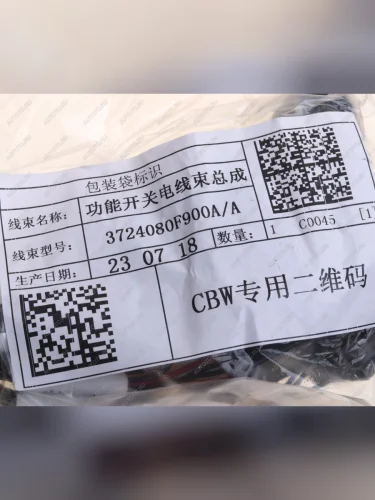 包装袋标识
线束名称: 功能开关电线束总成
线束型号: 3724080F900A/A
生产日期: 23 07 18 数量: 1 C0045 [1]
CBW专用二维码